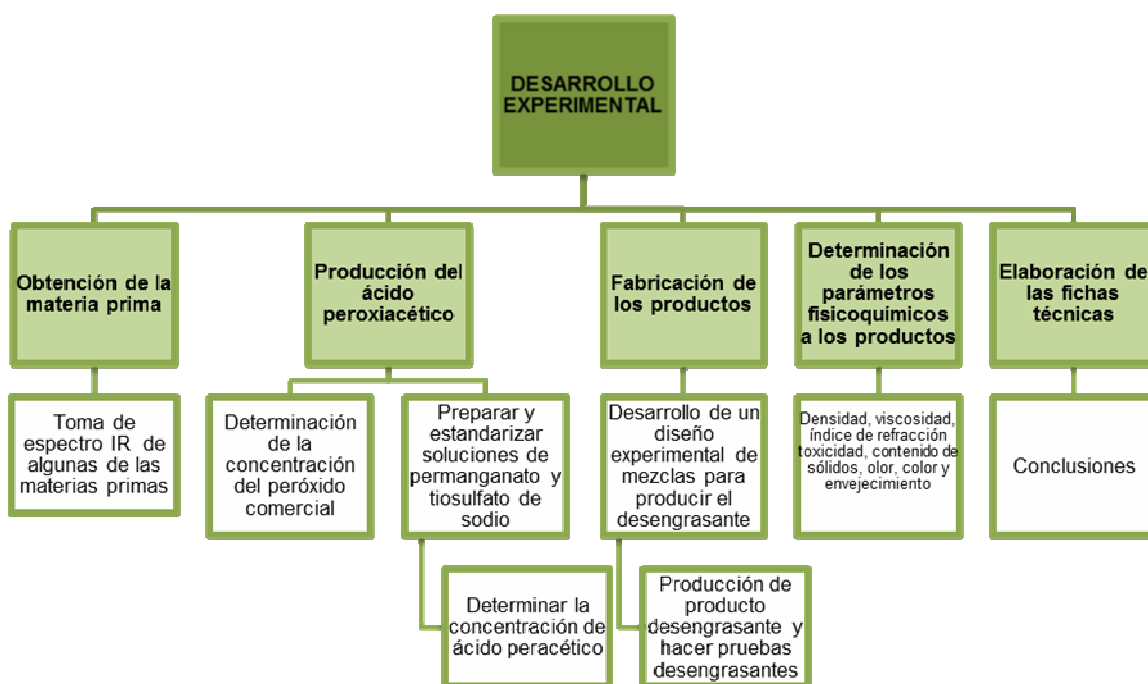 DESARROLLO
EXPERIMENTAL
Obtención de la
materia prima
Producción del
ácido
peroxiacético
Fabricación de
los productos
Determinación
de los
parámetros
fisicoquímicos
a los productos
Elaboración de
las fichas
técnicas
Toma de
espectro IR de
algunas de las
materias primas
Determinación
de la
concentración
del peróxido
comercial
Preparar y
estandarizar
soluciones de
permanganato y
tiosulfato de
sodio
Desarrollo de un
diseño
experimental de
mezclas para
producir el
desengrasante
Densidad, viscosidad,
índice de refracción
toxicidad, contenido de
sólidos, olor, color y
envejecimiento
Conclusiones
Determinar la
concentración de
ácido peracético
Producción de
producto
desengrasante y
hacer pruebas
desengrasantes